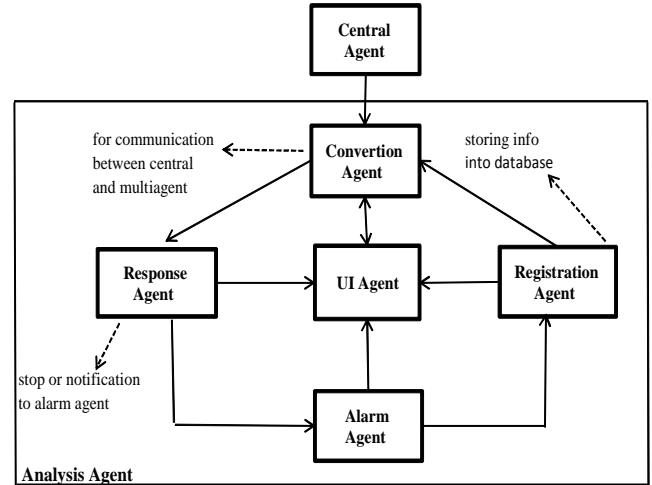 Central
Agent
for communication
between central
and multiagent
Convertion
Agent
storing info
into database
Response
Agent
UI Agent
Registration
Agent
stop or notification
to alarm agent
Alarm
Agent
Analysis Agent